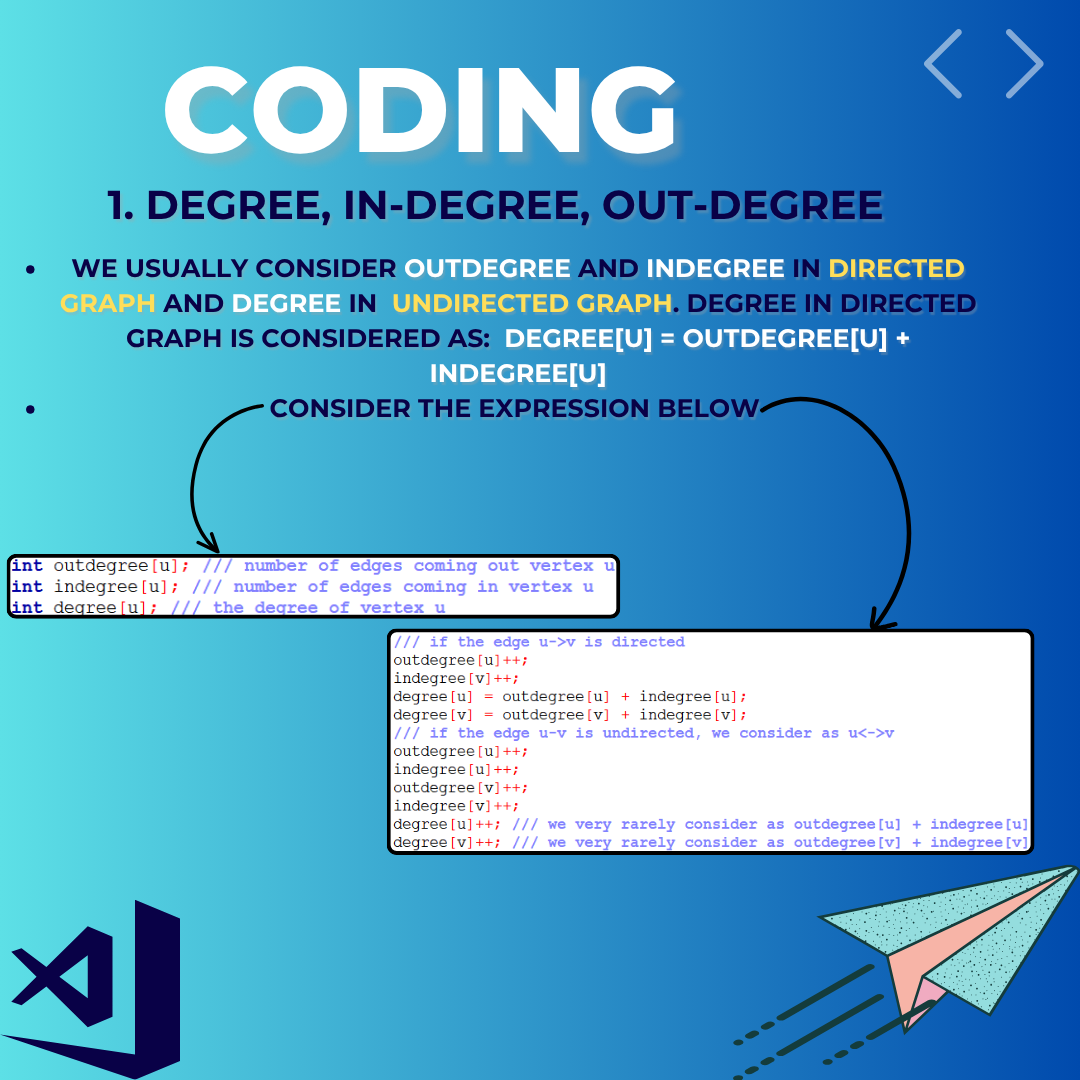 CODING
1. DEGREE, IN-DEGREE, OUT-DEGREE
• WE USUALLY CONSIDER OUTDEGREE AND INDEGREE IN DIRECTED
GRAPH AND DEGREE IN UNDIRECTED GRAPH. DEGREE IN DIRECTED
GRAPH IS CONSIDERED AS: DEGREE[U] = OUTDEGREE[U] +
INDEGREE[U]
• CONSIDER THE EXPRESSION BELOW
int outdegree[u]; /// number of edges coming out vertex u
int indegree[u]; /// number of edges coming in vertex u
int degree[u]; /// the degree of vertex u
/// if the edge u->v is directed
outdegree[u]++;
indegree[v]++;
degree[u] = outdegree[u] + indegree[u];
degree[v] = outdegree[v] + indegree[v];
/// if the edge u-v is undirected, we consider as u<->v
outdegree[u]++;
indegree[u]++;
outdegree[v]++;
indegree[v]++;
degree[u]++; /// we very rarely consider as outdegree[u] + indegree[u]
degree[v]++; /// we very rarely consider as outdegree[v] + indegree[v]